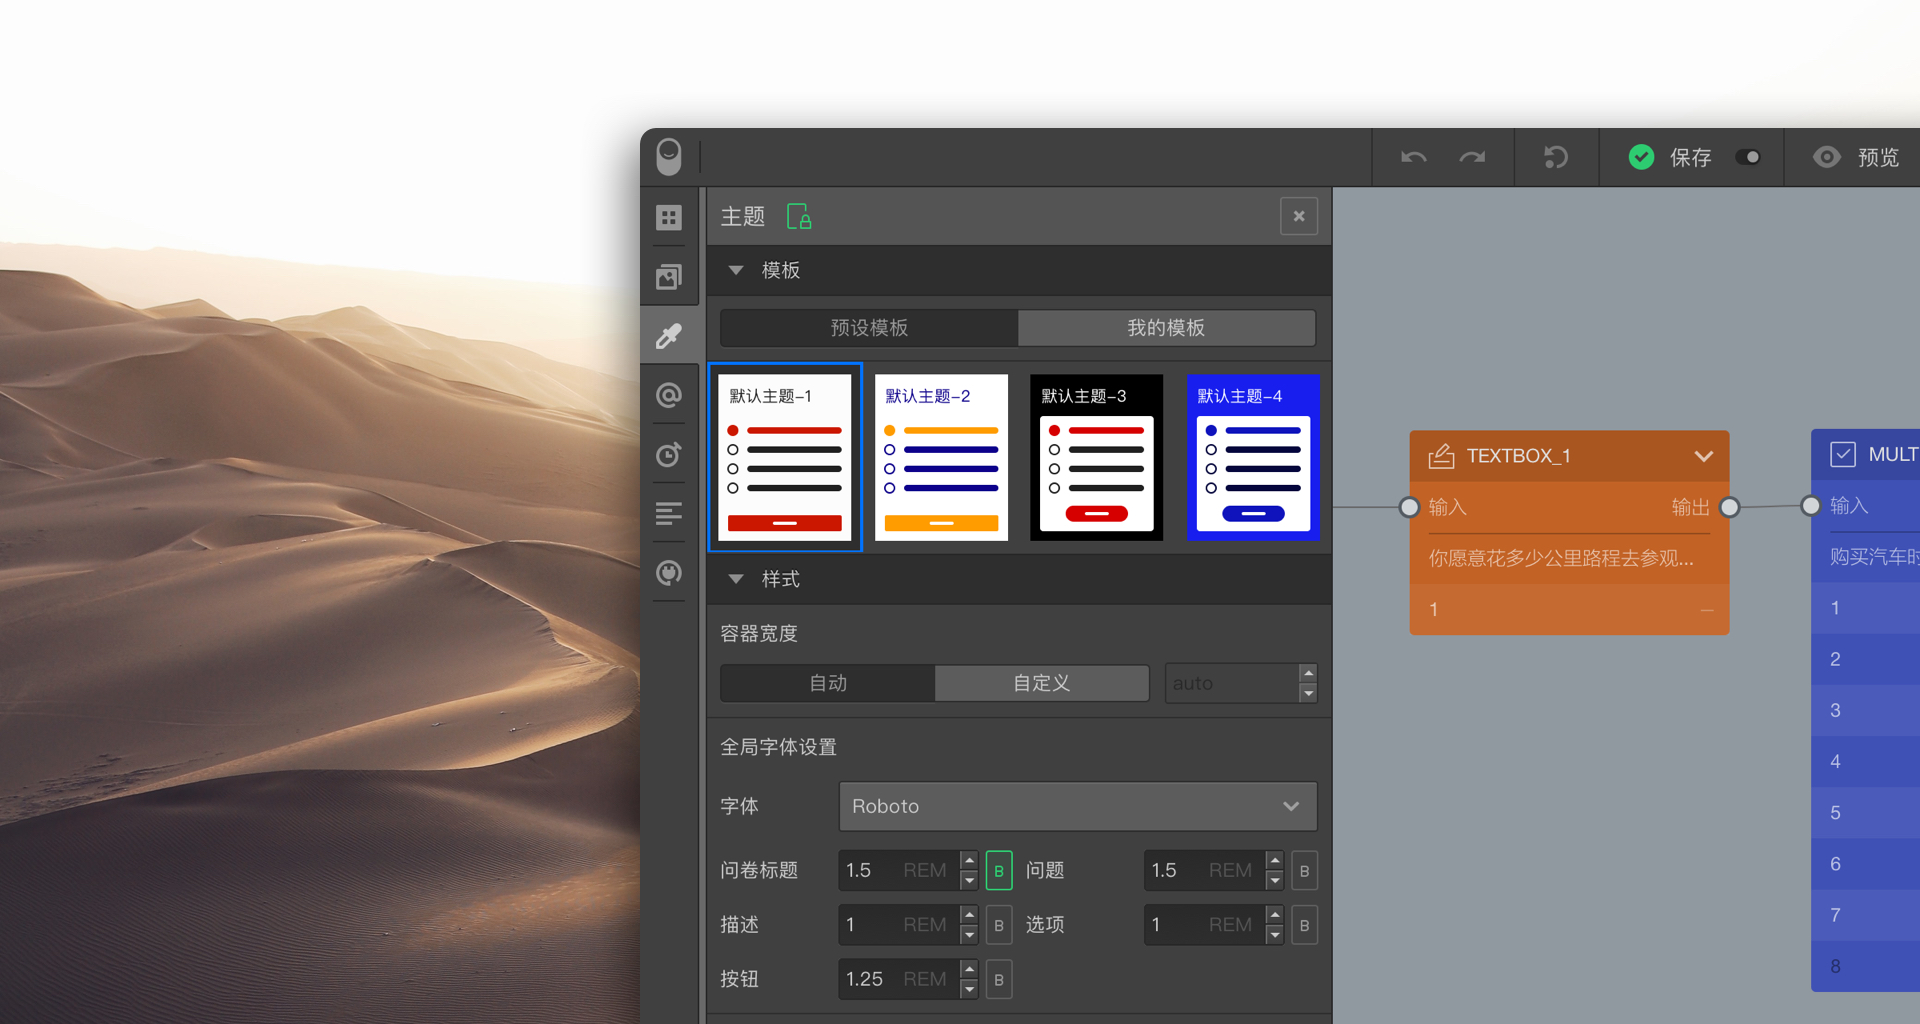 保存
预览
主题
模板
预设模板
我的模板
默认主题-1
默认主题-2
默认主题-3
默认主题-4
样式
容器宽度
自动
自定义
auto
全局字体设置
字体
Roboto
问卷标题
1.5 REM
B
问题
1.5 REM
B
描述
1 REM
B
选项
1 REM
B
按钮
1.25 REM
B
TEXTBOX_1
输入
输出
你愿意花多少公里路程去参观...
1
MULT
输入
购买汽车时
1
2
3
4
5
6
7
8